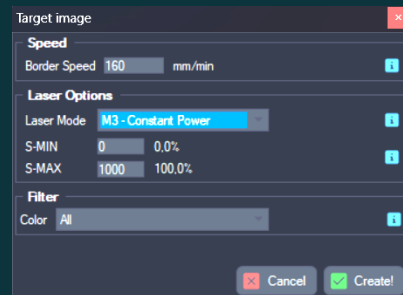 Target image
Speed
Border Speed 160 mm/min
Laser Options
Laser Mode M3 - Constant Power
S-MIN 0 0,0%
S-MAX 1000 100,0%
Filter
Color All
Cancel Create!